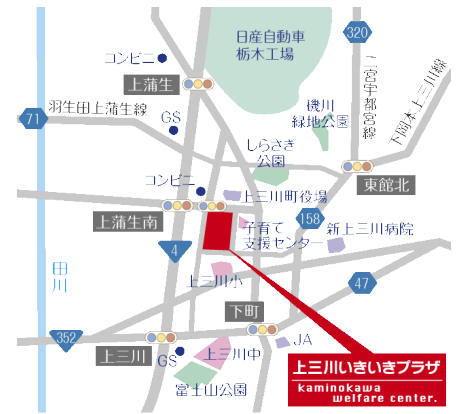 日産自動車
栃木工場
320
コンビニ
上蒲生
二宮宇都宮線
下岡本上三川線
羽生田上蒲生線
71
GS
磯川
緑地公園
しらさぎ
公園
東館北
コンビニ
上三川町役場
上蒲生南
子育て
支援センター
158
新上三川病院
4
田川
上三川小
47
下町
352
上三川
GS
上三川中
JA
富士山公園
上三川いきいきプラザ
kaminokawa
welfare center.